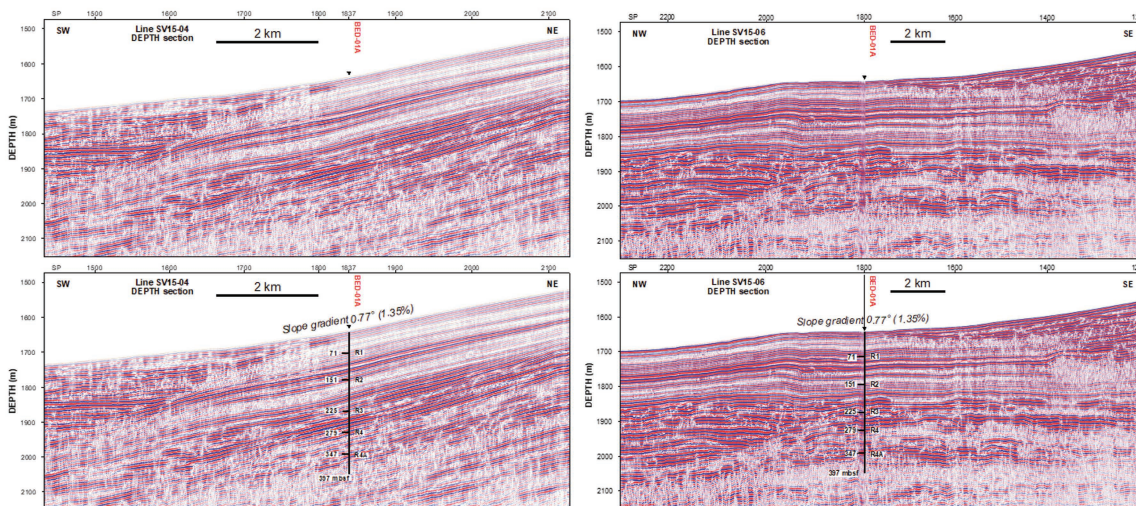 SP 1500 1600 1700 1800 1837 1900 2000 2100
Line SV15-04
DEPTH section
SW
NE
2 km
BED-01A
DEPTH (m)
1500
1600
1700
1800
1900
2000
2100
SP 2200 2000 1800 1600 1400
Line SV15-06
DEPTH section
NW
SE
2 km
BED-01A
DEPTH (m)
1500
1600
1700
1800
1900
2000
2100
SP 1500 1600 1700 1800 1837 1900 2000 2100
Line SV15-04
DEPTH section
SW
NE
2 km
BED-01A
Slope gradient 0.77° (1.35%)
DEPTH (m)
1500
1600
1700
1800
1900
2000
2100
71 R1
151 R2
225 R3
279 R4
347 R4A
397 mbsf
SP 2200 2000 1800 1600 1400
Line SV15-06
DEPTH section
NW
SE
2 km
BED-01A
Slope gradient 0.77° (1.35%)
DEPTH (m)
1500
1600
1700
1800
1900
2000
2100
71 R1
151 R2
225 R3
279 R4
347 R4A
397 mbsf